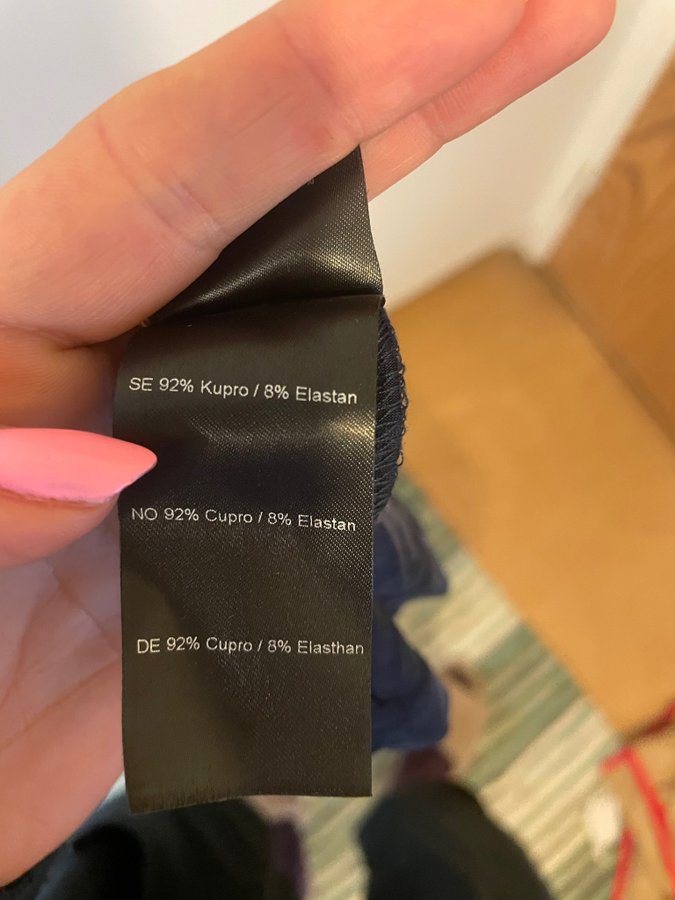 SE 92% Kupro / 8% Elastan
NO 92% Cupro / 8% Elastan
DE 92% Cupro / 8% Elasthan